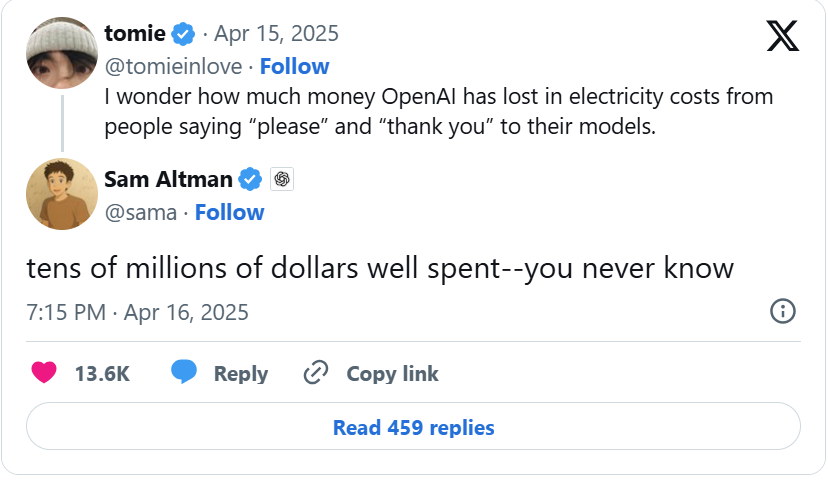 tomie · Apr 15, 2025
@tomieinlove · Follow
I wonder how much money OpenAI has lost in electricity costs from
people saying “please” and “thank you” to their models.
Sam Altman
@sama · Follow
tens of millions of dollars well spent--you never know
7:15 PM · Apr 16, 2025
13.6K Reply Copy link
Read 459 replies